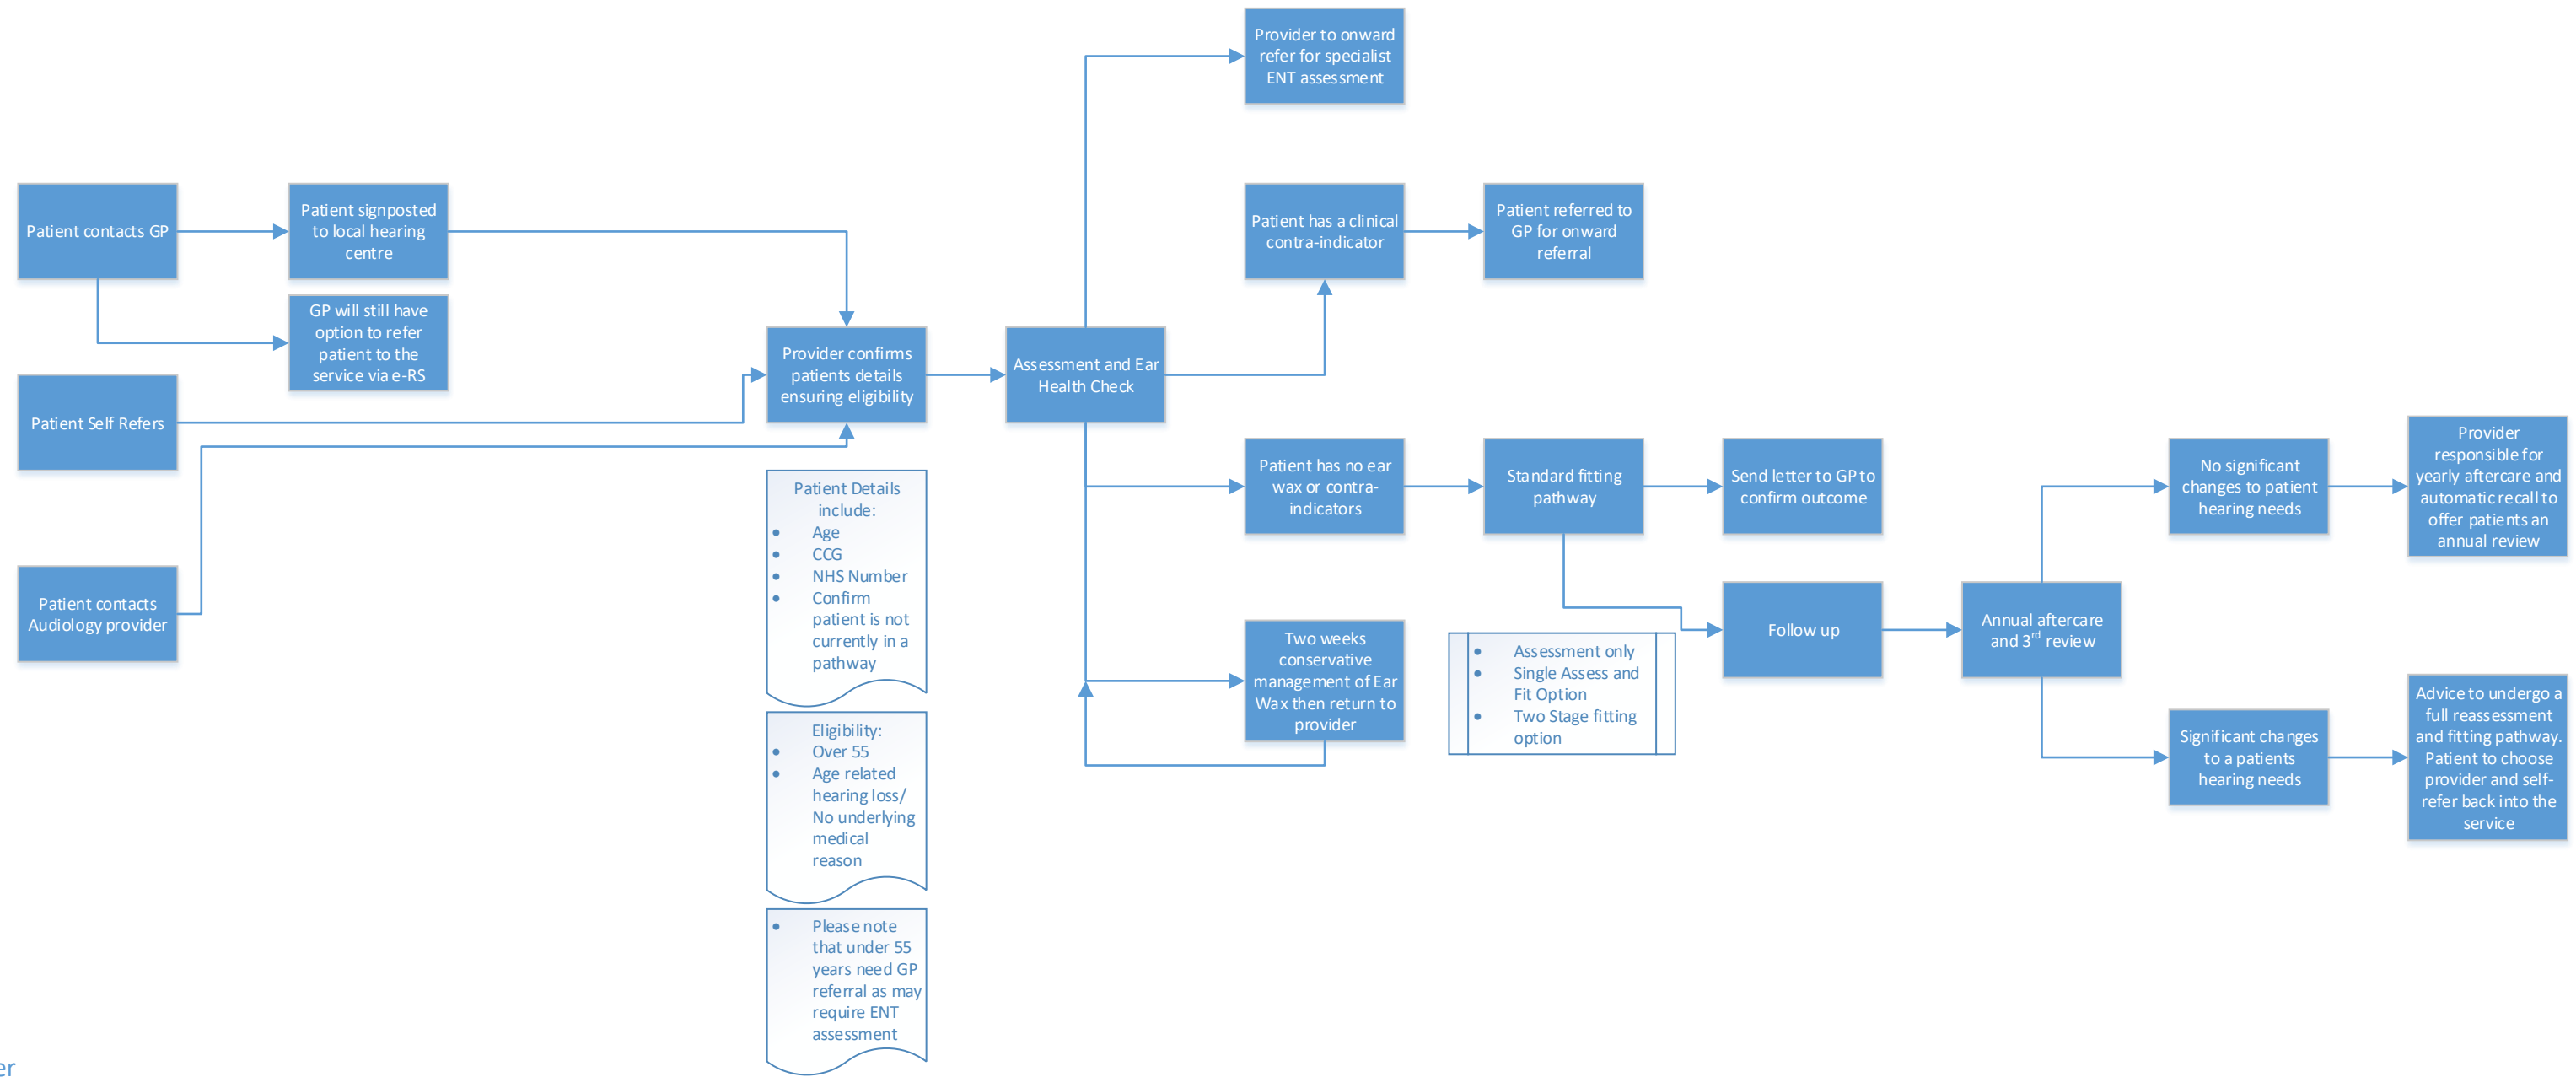 Provider to onward
refer for specialist
ENT assessment
Patient contacts GP
Patient signposted
to local hearing
centre
Patient has a clinical
contra-indicator
Patient referred to
GP for onward
referral
GP will still have
option to refer
patient to the
service via e-RS
Patient Self Refers
Provider confirms
patients details
ensuring eligibility
Assessment and Ear
Health Check
Patient contacts
Audiology provider
Patient Details
include:
• Age
• CCG
• NHS Number
• Confirm
patient is not
currently in a
pathway
Eligibility:
• Over 55
• Age related
hearing loss/
No underlying
medical
reason
• Please note
that under 55
years need GP
referral as may
require ENT
assessment
Patient has no ear
wax or contra-
indicators
Standard fitting
pathway
Send letter to GP to
confirm outcome
Two weeks
conservative
management of Ear
Wax then return to
provider
• Assessment only
• Single Assess and
Fit Option
• Two Stage fitting
option
Follow up
Annual aftercare
and 3rd review
No significant
changes to patient
hearing needs
Provider
responsible for
yearly aftercare and
automatic recall to
offer patients an
annual review
Significant changes
to a patients
hearing needs
Advice to undergo a
full reassessment
and fitting pathway.
Patient to choose
provider and self-
refer back into the
service
er